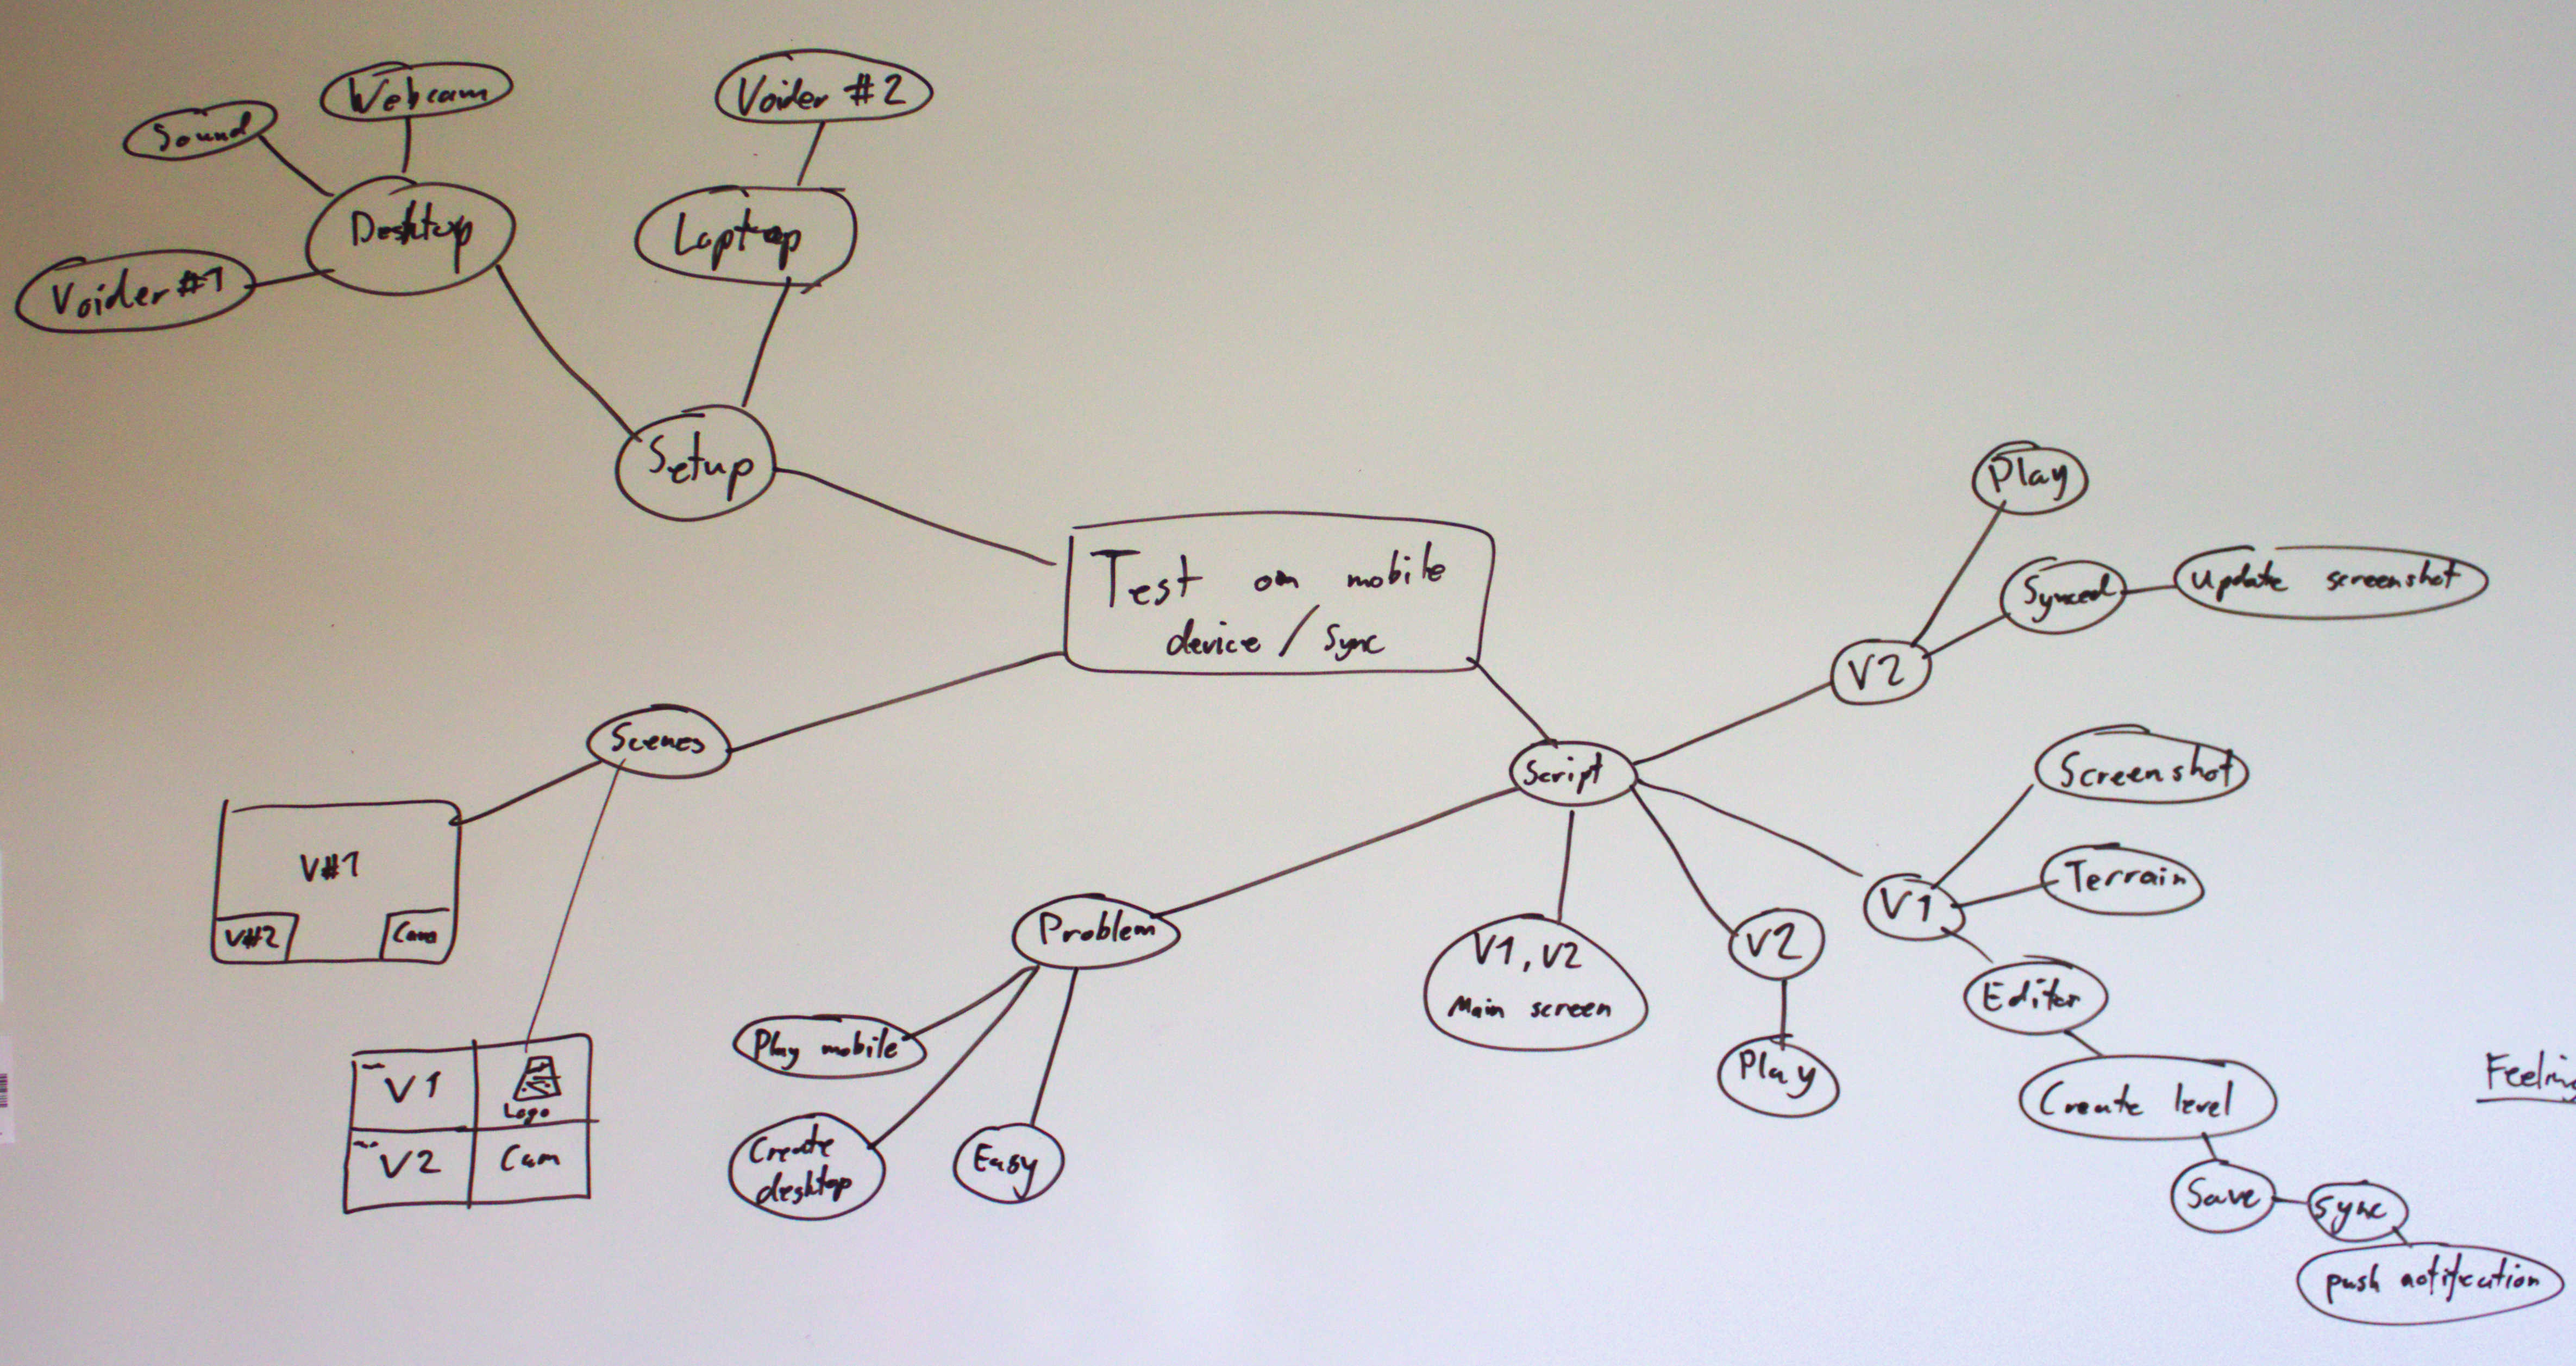 Webcam
Sound
Voider #2
Desktop
Laptop
Voider #1
Setup
Test on mobile
device / Sync
Play
Synced
Update screenshot
V2
Scenes
Script
Screenshot
V#1
V#2
Cam
Terrain
V1
Problem
V1, V2
Main screen
V2
Editor
Play mobile
Play
V1
Logo
V2
Cam
Create
desktop
Easy
Create level
Feeling
Save
Sync
push notification